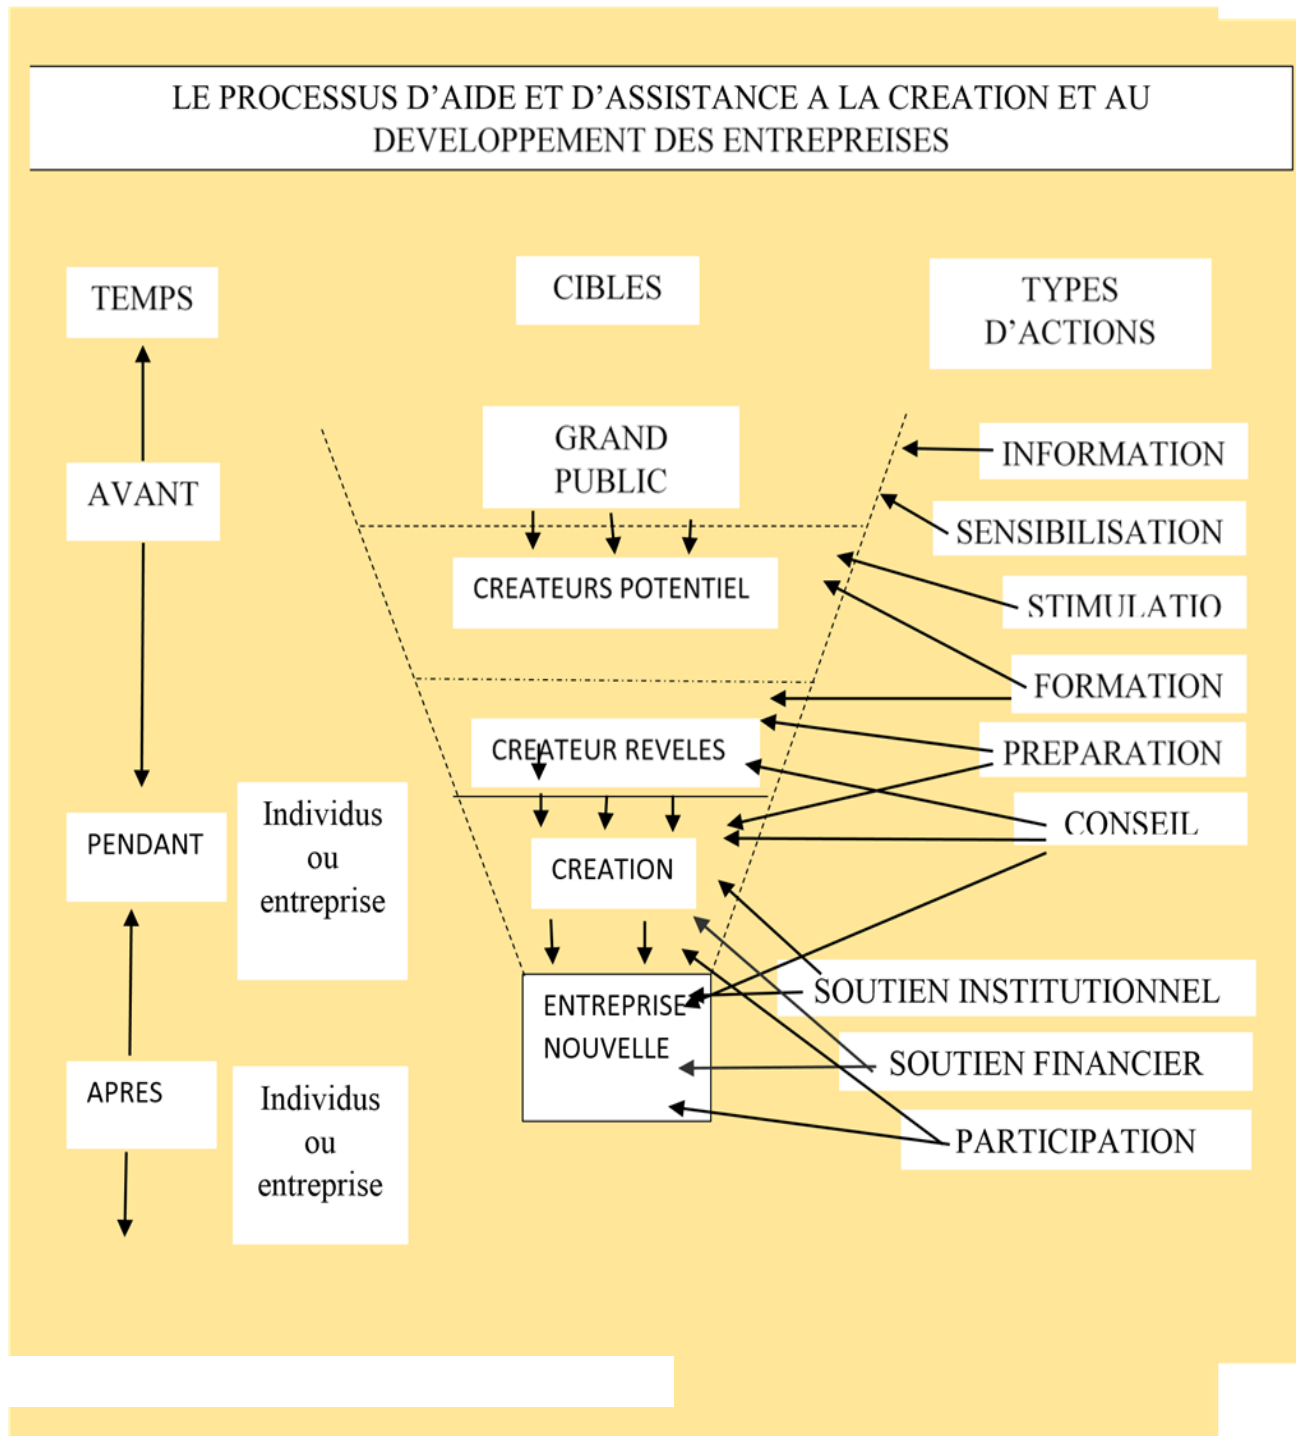 LE PROCESSUS D’AIDE ET D’ASSISTANCE A LA CREATION ET AU
DEVELOPPEMENT DES ENTREPREISES
TEMPS
CIBLES
TYPES
D’ACTIONS
GRAND
PUBLIC
INFORMATION
AVANT
SENSIBILISATION
CREATEURS POTENTIEL
STIMULATIO
FORMATION
CREATEUR REVELES
PREPARATION
PENDANT
Individus
ou
entreprise
CONSEIL
CREATION
ENTREPRISE
NOUVELLE
SOUTIEN INSTITUTIONNEL
SOUTIEN FINANCIER
APRES
Individus
ou
entreprise
PARTICIPATION